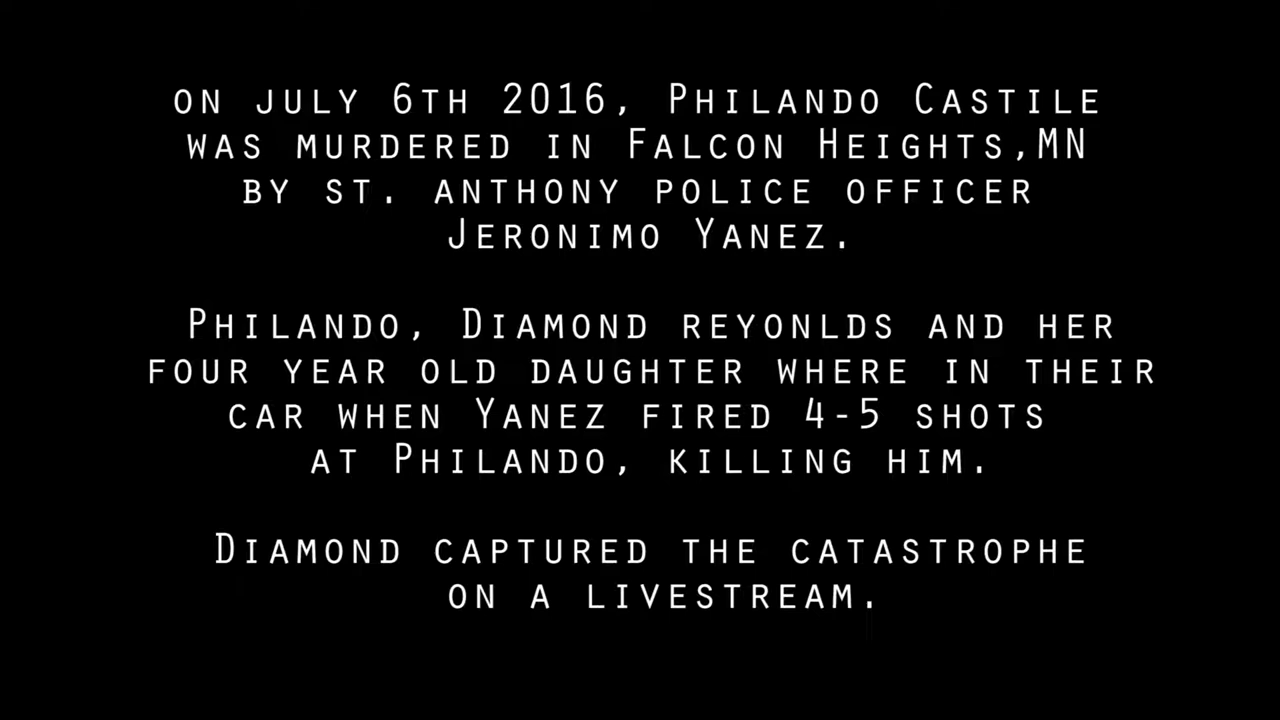 on july 6th 2016, Philando Castile
was murdered in Falcon Heights,MN
by st. anthony police officer
Jeronimo Yanez.
Philando, Diamond reyonlds and her
four year old daughter where in their
car when Yanez fired 4-5 shots
at Philando, killing him.
Diamond captured the catastrophe
on a livestream.